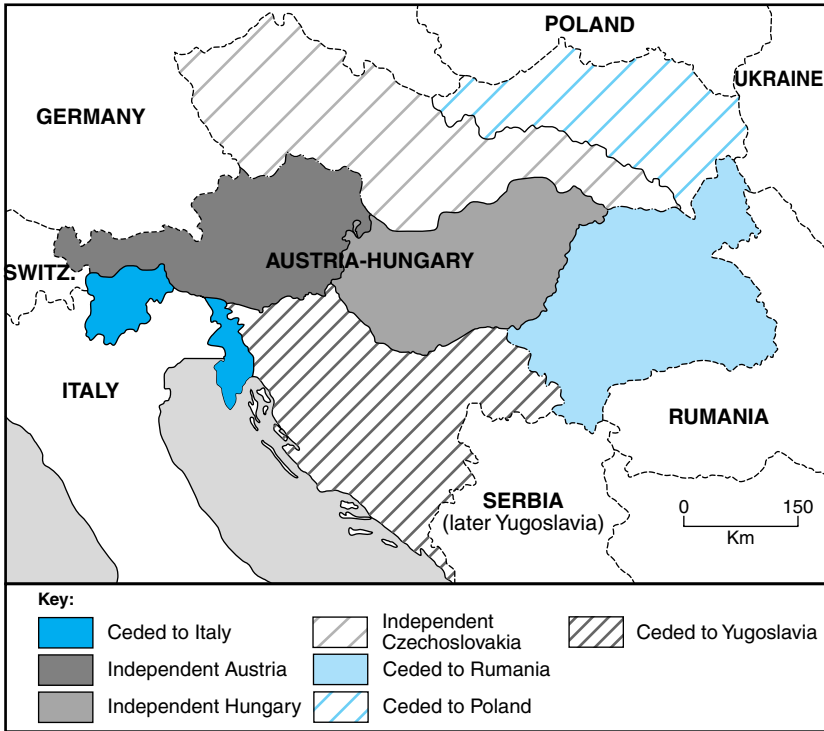 POLAND
UKRAINE
GERMANY
AUSTRIA-HUNGARY
SWITZ.
ITALY
RUMANIA
SERBIA
(later Yugoslavia)
0 150
Km
Key:
Ceded to Italy
Independent Austria
Independent Hungary
Independent
Czechoslovakia
Ceded to Rumania
Ceded to Poland
Ceded to Yugoslavia